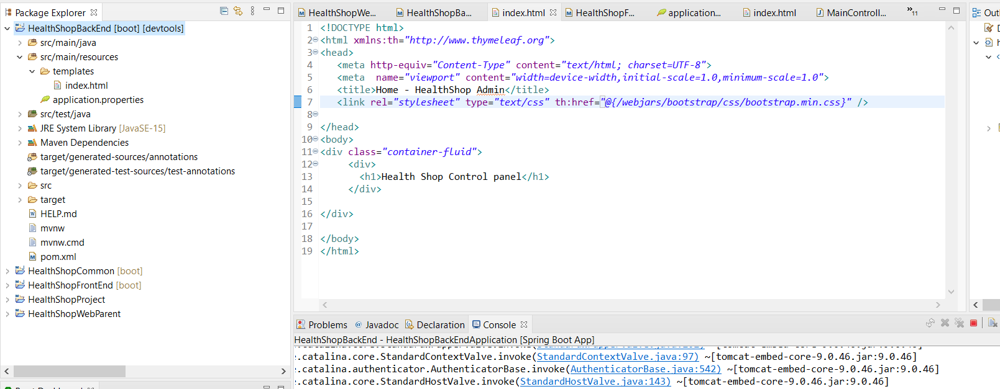 Package Explorer
HealthShopBackEnd [boot] [devtools]
src/main/java
src/main/resources
templates
index.html
application.properties
src/test/java
JRE System Library [JavaSE-15]
Maven Dependencies
target/generated-sources/annotations
target/generated-test-sources/test-annotations
src
target
HELP.md
mvnw
mvnw.cmd
pom.xml
HealthShopCommon [boot]
HealthShopFrontEnd [boot]
HealthShopProject
HealthShopWebParent
HealthShopWe... HealthShopBa... index.html HealthShopF... application... index.html MainControll... »11
1 <!DOCTYPE html>
2 <html xmlns:th="http://www.thymeleaf.org">
3 <head>
4 <meta http-equiv="Content-Type" content="text/html; charset=UTF-8">
5 <meta  name="viewport" content="width=device-width,initial-scale=1.0,minimum-scale=1.0">
6 <title>Home - HealthShop Admin</title>
7 <link rel="stylesheet" type="text/css" th:href="@{/webjars/bootstrap/css/bootstrap.min.css}" />
8
9 </head>
10 <body>
11 <div class="container-fluid">
12 <div>
13 <h1>Health Shop Control panel</h1>
14 </div>
15
16 </div>
17
18 </body>
19 </html>
Problems @ Javadoc Declaration Console
HealthShopBackEnd - HealthShopBackEndApplication [Spring Boot App]
.catalina.core.StandardContextValve.invoke(StandardContextValve.java:97) ~[tomcat-embed-core-9.0.46.jar:9.0.46]
.catalina.authenticator.AuthenticatorBase.invoke(AuthenticatorBase.java:542) ~[tomcat-embed-core-9.0.46.jar:9.0.46]
.catalina.core.StandardHostValve.invoke(StandardHostValve.java:143) ~[tomcat-embed-core-9.0.46.jar:9.0.46]